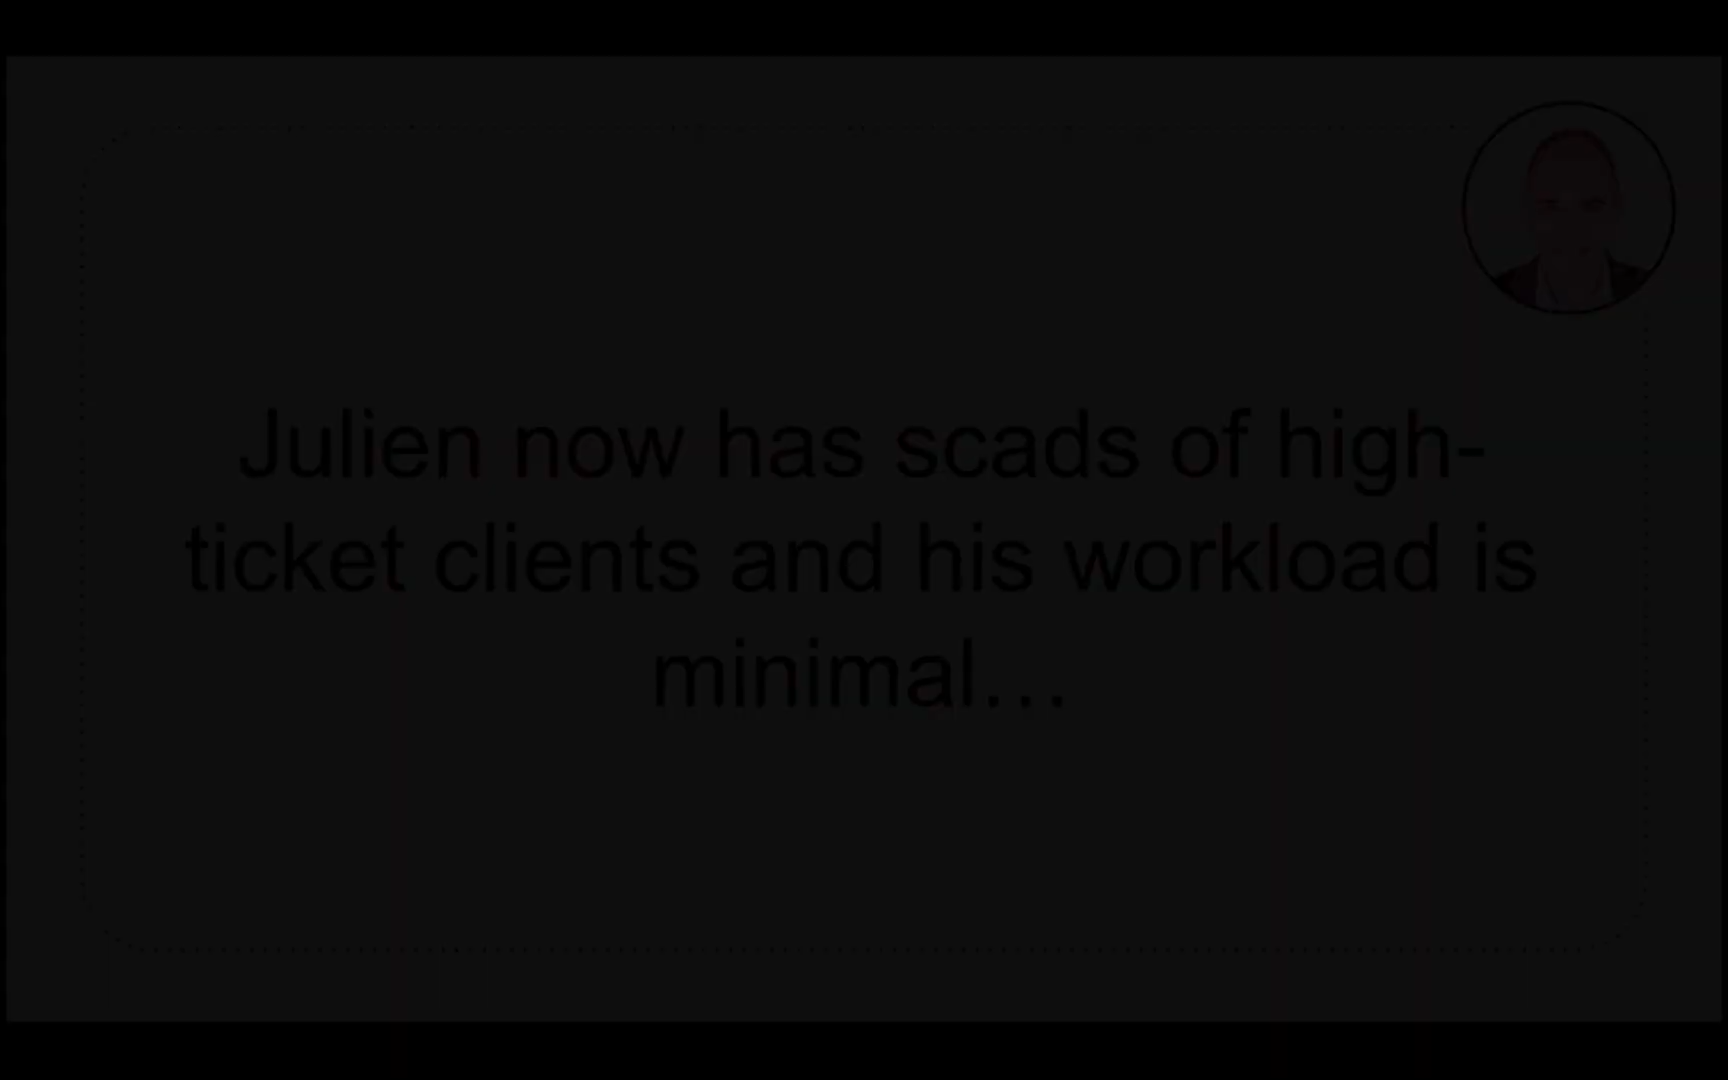 Julien now has scads of high-
ticket clients and his workload is
minimal…